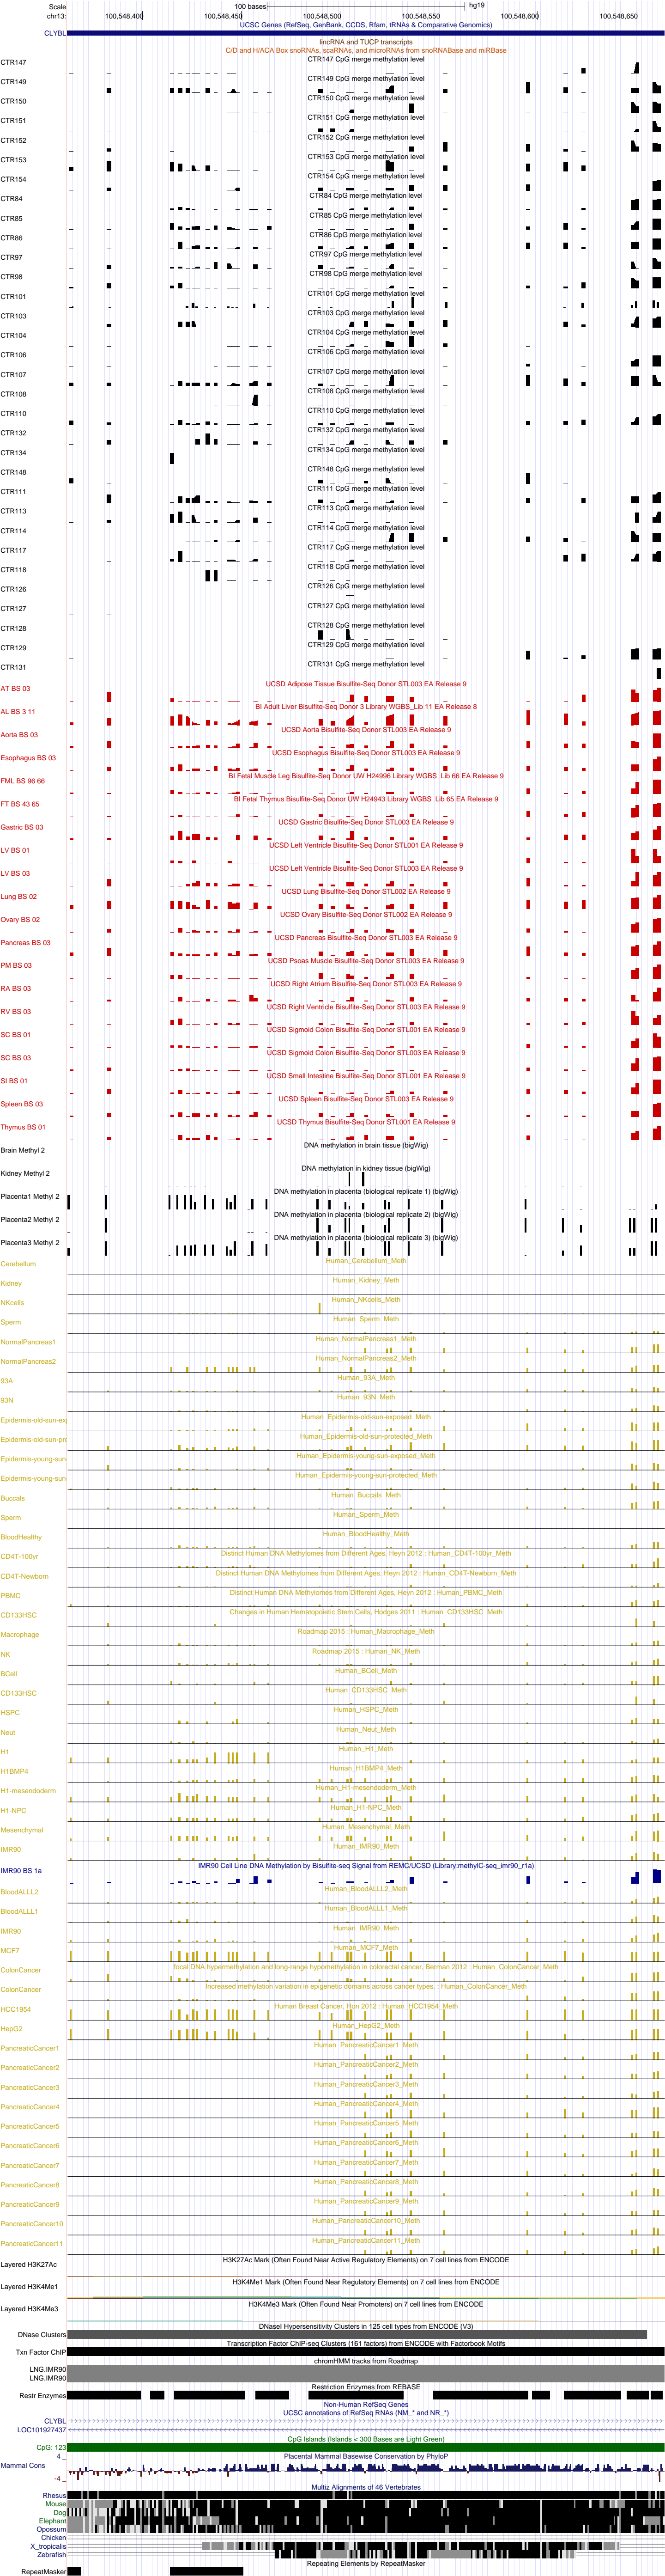 Scale 100 bases hg19
chr13: 100,548,400 100,548,450 100,548,500 100,548,550 100,548,600 100,548,650
UCSC Genes (RefSeq, GenBank, CCDS, Rfam, tRNAs & Comparative Genomics)
CLYBL
lincRNA and TUCP transcripts
C/D and H/ACA Box snoRNAs, scaRNAs, and microRNAs from snoRNABase and miRBase
CTR147 CTR147 CpG merge methylation level
CTR149 CTR149 CpG merge methylation level
CTR150 CTR150 CpG merge methylation level
CTR151 CTR151 CpG merge methylation level
CTR152 CTR152 CpG merge methylation level
CTR153 CTR153 CpG merge methylation level
CTR154 CTR154 CpG merge methylation level
CTR84 CTR84 CpG merge methylation level
CTR85 CTR85 CpG merge methylation level
CTR86 CTR86 CpG merge methylation level
CTR97 CTR97 CpG merge methylation level
CTR98 CTR98 CpG merge methylation level
CTR101 CTR101 CpG merge methylation level
CTR103 CTR103 CpG merge methylation level
CTR104 CTR104 CpG merge methylation level
CTR106 CTR106 CpG merge methylation level
CTR107 CTR107 CpG merge methylation level
CTR108 CTR108 CpG merge methylation level
CTR110 CTR110 CpG merge methylation level
CTR132 CTR132 CpG merge methylation level
CTR134 CTR134 CpG merge methylation level
CTR148 CTR148 CpG merge methylation level
CTR111 CTR111 CpG merge methylation level
CTR113 CTR113 CpG merge methylation level
CTR114 CTR114 CpG merge methylation level
CTR117 CTR117 CpG merge methylation level
CTR118 CTR118 CpG merge methylation level
CTR126 CTR126 CpG merge methylation level
CTR127 CTR127 CpG merge methylation level
CTR128 CTR128 CpG merge methylation level
CTR129 CTR129 CpG merge methylation level
CTR131 CTR131 CpG merge methylation level
AT BS 03 UCSD Adipose Tissue Bisulfite-Seq Donor STL003 EA Release 9
AL BS 3 11 BI Adult Liver Bisulfite-Seq Donor 3 Library WGBS_Lib 11 EA Release 8
Aorta BS 03 UCSD Aorta Bisulfite-Seq Donor STL003 EA Release 9
Esophagus BS 03 UCSD Esophagus Bisulfite-Seq Donor STL003 EA Release 9
FML BS 96 66 BI Fetal Muscle Leg Bisulfite-Seq Donor UW H24996 Library WGBS_Lib 66 EA Release 9
FT BS 43 65 BI Fetal Thymus Bisulfite-Seq Donor UW H24943 Library WGBS_Lib 65 EA Release 9
Gastric BS 03 UCSD Gastric Bisulfite-Seq Donor STL003 EA Release 9
LV BS 01 UCSD Left Ventricle Bisulfite-Seq Donor STL001 EA Release 9
LV BS 03 UCSD Left Ventricle Bisulfite-Seq Donor STL003 EA Release 9
Lung BS 02 UCSD Lung Bisulfite-Seq Donor STL002 EA Release 9
Ovary BS 02 UCSD Ovary Bisulfite-Seq Donor STL002 EA Release 9
Pancreas BS 03 UCSD Pancreas Bisulfite-Seq Donor STL003 EA Release 9
PM BS 03 UCSD Psoas Muscle Bisulfite-Seq Donor STL003 EA Release 9
RA BS 03 UCSD Right Atrium Bisulfite-Seq Donor STL003 EA Release 9
RV BS 03 UCSD Right Ventricle Bisulfite-Seq Donor STL003 EA Release 9
SC BS 01 UCSD Sigmoid Colon Bisulfite-Seq Donor STL001 EA Release 9
SC BS 03 UCSD Sigmoid Colon Bisulfite-Seq Donor STL003 EA Release 9
SI BS 01 UCSD Small Intestine Bisulfite-Seq Donor STL001 EA Release 9
Spleen BS 03 UCSD Spleen Bisulfite-Seq Donor STL003 EA Release 9
Thymus BS 01 UCSD Thymus Bisulfite-Seq Donor STL001 EA Release 9
Brain Methyl 2 DNA methylation in brain tissue (bigWig)
Kidney Methyl 2 DNA methylation in kidney tissue (bigWig)
Placenta1 Methyl 2 DNA methylation in placenta (biological replicate 1) (bigWig)
Placenta2 Methyl 2 DNA methylation in placenta (biological replicate 2) (bigWig)
Placenta3 Methyl 2 DNA methylation in placenta (biological replicate 3) (bigWig)
Cerebellum Human_Cerebellum_Meth
Kidney Human_Kidney_Meth
NKcells Human_NKcells_Meth
Sperm Human_Sperm_Meth
NormalPancreas1 Human_NormalPancreas1_Meth
NormalPancreas2 Human_NormalPancreas2_Meth
93A Human_93A_Meth
93N Human_93N_Meth
Epidermis-old-sun-ex Human_Epidermis-old-sun-exposed_Meth
Epidermis-old-sun-pr Human_Epidermis-old-sun-protected_Meth
Epidermis-young-sun Human_Epidermis-young-sun-exposed_Meth
Epidermis-young-sun Human_Epidermis-young-sun-protected_Meth
Buccals Human_Buccals_Meth
Sperm Human_Sperm_Meth
BloodHealthy Human_BloodHealthy_Meth
CD4T-100yr Distinct Human DNA Methylomes from Different Ages, Heyn 2012 : Human_CD4T-100yr_Meth
CD4T-Newborn Distinct Human DNA Methylomes from Different Ages, Heyn 2012 : Human_CD4T-Newborn_Meth
PBMC Distinct Human DNA Methylomes from Different Ages, Heyn 2012 : Human_PBMC_Meth
CD133HSC Changes in Human Hematopoietic Stem Cells, Hodges 2011 : Human_CD133HSC_Meth
Macrophage Roadmap 2015 : Human_Macrophage_Meth
NK Roadmap 2015 : Human_NK_Meth
BCell Human_BCell_Meth
CD133HSC Human_CD133HSC_Meth
HSPC Human_HSPC_Meth
Neut Human_Neut_Meth
H1 Human_H1_Meth
H1BMP4 Human_H1BMP4_Meth
H1-mesendoderm Human_H1-mesendoderm_Meth
H1-NPC Human_H1-NPC_Meth
Mesenchymal Human_Mesenchymal_Meth
IMR90 Human_IMR90_Meth
IMR90 BS 1a IMR90 Cell Line DNA Methylation by Bisulfite-seq Signal from REMC/UCSD (Library:methylC-seq_imr90_r1a)
BloodALLL2 Human_BloodALLL2_Meth
BloodALLL1 Human_BloodALLL1_Meth
IMR90 Human_IMR90_Meth
MCF7 Human_MCF7_Meth
ColonCancer focal DNA hypermethylation and long-range hypomethylation in colorectal cancer, Berman 2012 : Human_ColonCancer_Meth
ColonCancer Increased methylation variation in epigenetic domains across cancer types. : Human_ColonCancer_Meth
HCC1954 Human Breast Cancer, Hon 2012 : Human_HCC1954_Meth
HepG2 Human_HepG2_Meth
PancreaticCancer1 Human_PancreaticCancer1_Meth
PancreaticCancer2 Human_PancreaticCancer2_Meth
PancreaticCancer3 Human_PancreaticCancer3_Meth
PancreaticCancer4 Human_PancreaticCancer4_Meth
PancreaticCancer5 Human_PancreaticCancer5_Meth
PancreaticCancer6 Human_PancreaticCancer6_Meth
PancreaticCancer7 Human_PancreaticCancer7_Meth
PancreaticCancer8 Human_PancreaticCancer8_Meth
PancreaticCancer9 Human_PancreaticCancer9_Meth
PancreaticCancer10 Human_PancreaticCancer10_Meth
PancreaticCancer11 Human_PancreaticCancer11_Meth
Layered H3K27Ac H3K27Ac Mark (Often Found Near Active Regulatory Elements) on 7 cell lines from ENCODE
Layered H3K4Me1 H3K4Me1 Mark (Often Found Near Regulatory Elements) on 7 cell lines from ENCODE
Layered H3K4Me3 H3K4Me3 Mark (Often Found Near Promoters) on 7 cell lines from ENCODE
DNaseI Hypersensitivity Clusters in 125 cell types from ENCODE (V3)
DNase Clusters
Transcription Factor ChIP-seq Clusters (161 factors) from ENCODE with Factorbook Motifs
Txn Factor ChIP
chromHMM tracks from Roadmap
LNG.IMR90
LNG.IMR90
Restriction Enzymes from REBASE
Restr Enzymes
Non-Human RefSeq Genes
UCSC annotations of RefSeq RNAs (NM_* and NR_*)
CLYBL
LOC101927437
CpG Islands (Islands < 300 Bases are Light Green)
CpG: 123
4 _ Placental Mammal Basewise Conservation by PhyloP
Mammal Cons
-4 _
Multiz Alignments of 46 Vertebrates
Rhesus
Mouse
Dog
Elephant
Opossum
Chicken
X_tropicalis
Zebrafish
Repeating Elements by RepeatMasker
RepeatMasker